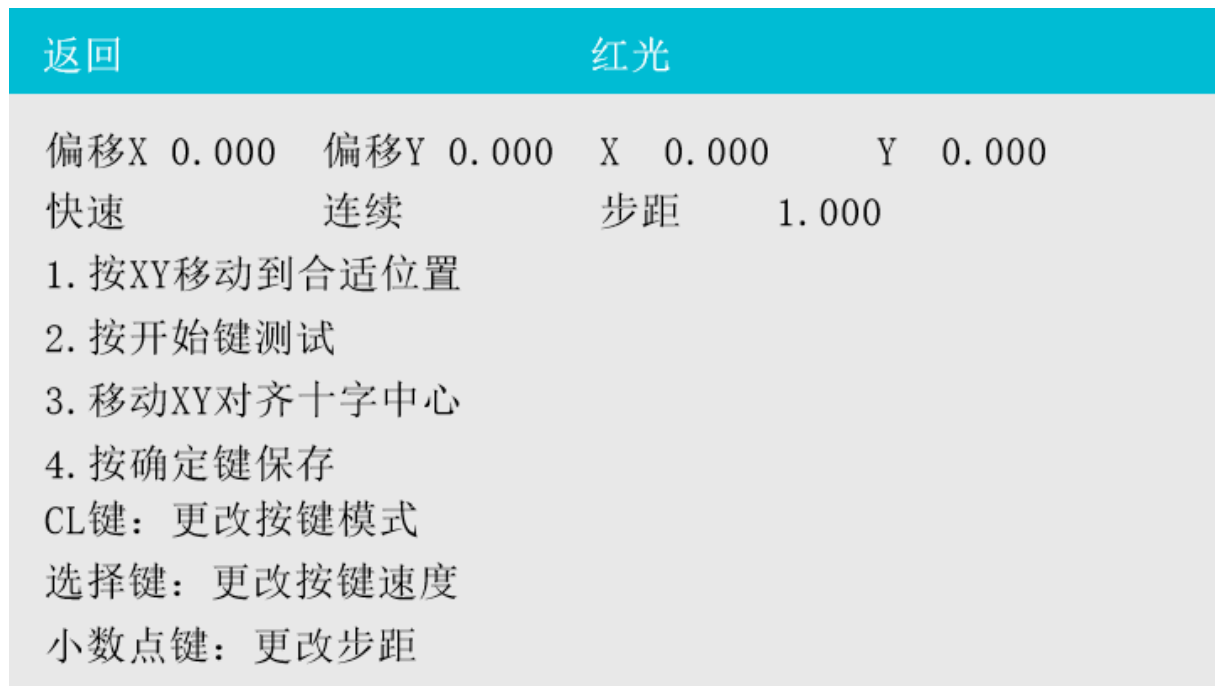 返回 红光
偏移X 0.000 偏移Y 0.000 X 0.000 Y 0.000
快速 连续 步距 1.000
1.按XY移动到合适位置
2.按开始键测试
3.移动XY对齐十字中心
4.按确定键保存
CL键：更改按键模式
选择键：更改按键速度
小数点键：更改步距